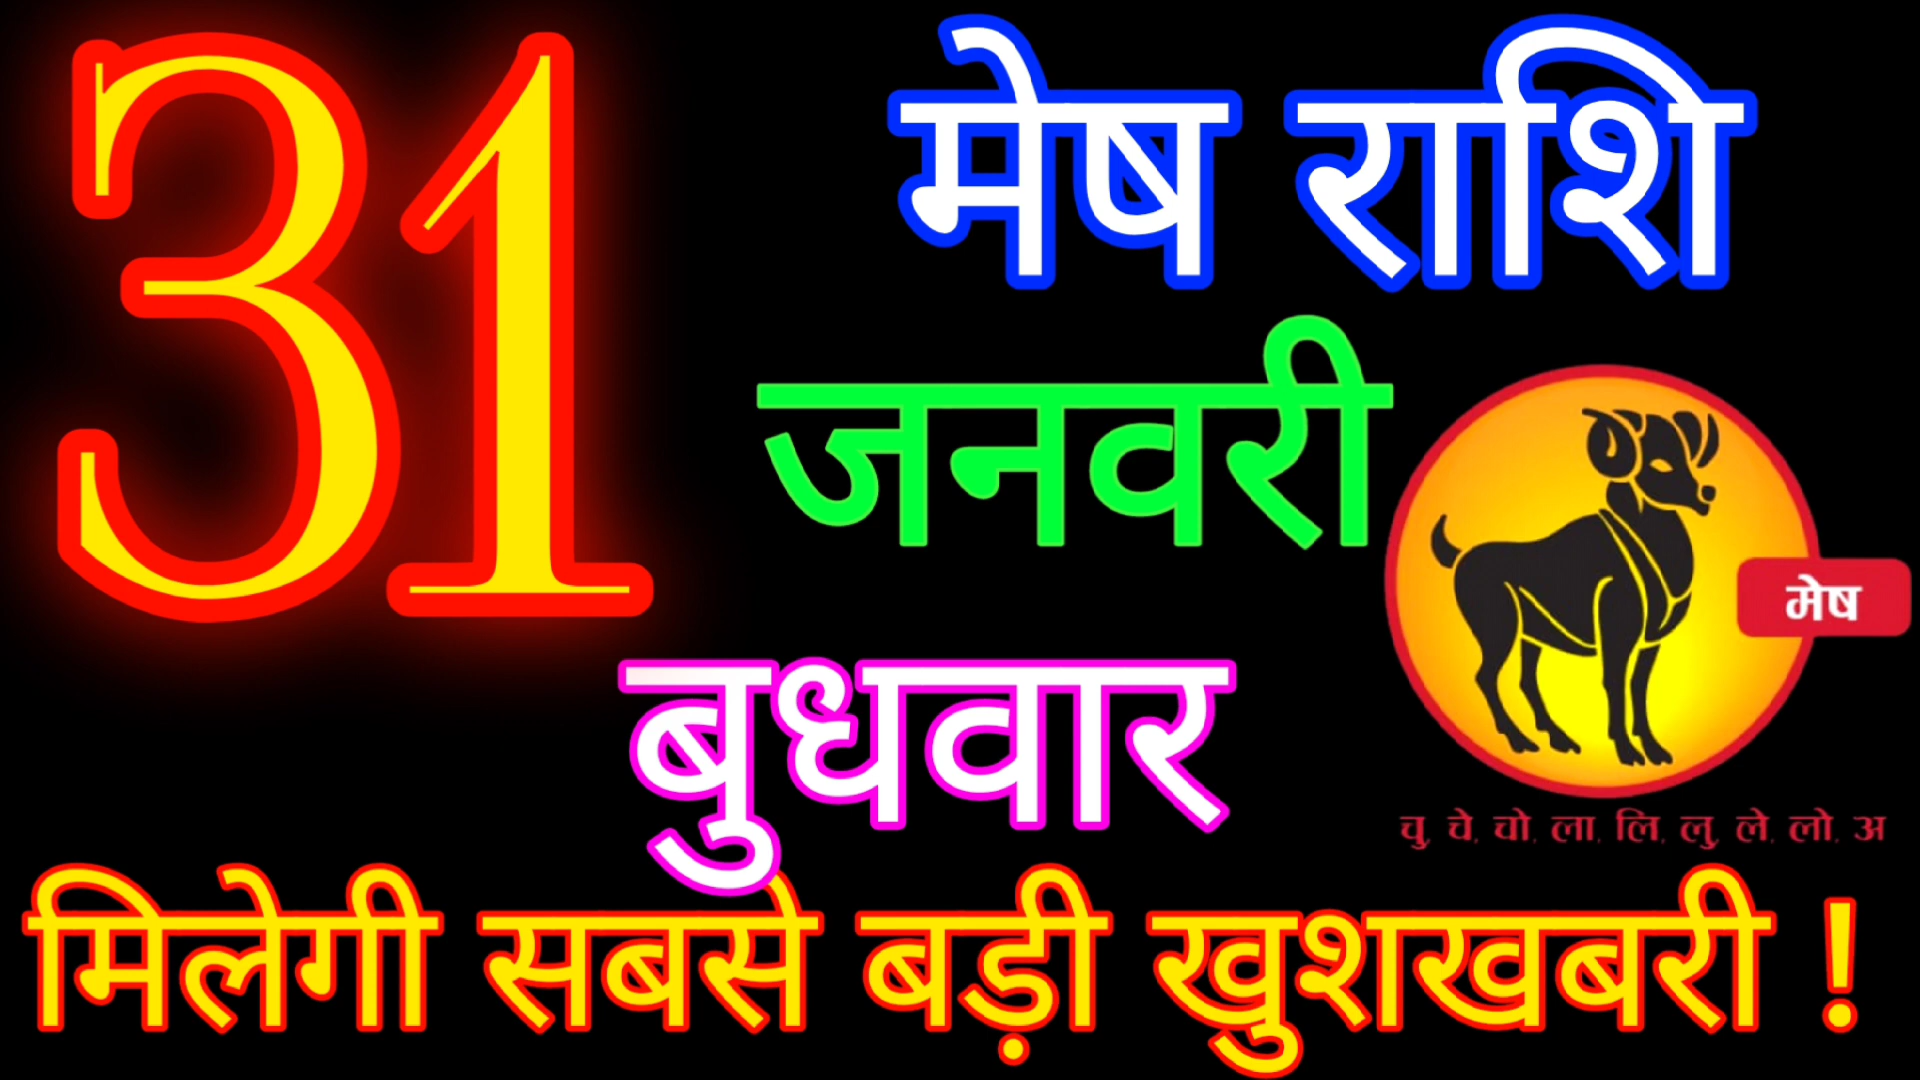 31
मेष राशि
जनवरी
मेष
बुधवार
चु, चे, चो, ला, लि, लु, ले, लो, अ
मिलेगी सबसे बड़ी खुशखबरी !